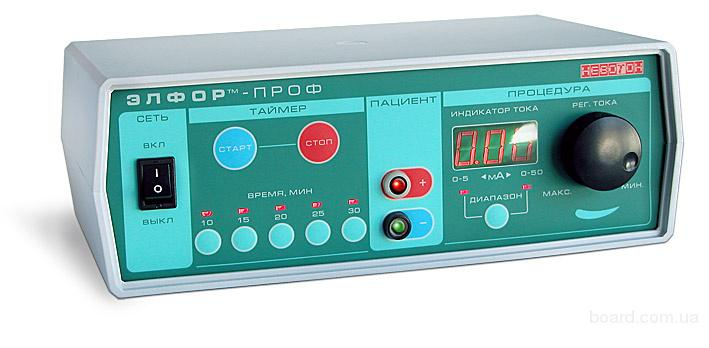 ЭЛФОР™-ПРОФ
НЕВОТОН
СЕТЬ
ВКЛ
I
O
ВЫКЛ
ТАЙМЕР
СТАРТ
СТОП
ВРЕМЯ, МИН
10 15 20 25 30
ПАЦИЕНТ
+
−
ПРОЦЕДУРА
ИНДИКАТОР ТОКА
РЕГ. ТОКА
0.00
0-5 ◄мА► 0-50
ДИАПАЗОН
МАКС.
МИН.
board.com.ua